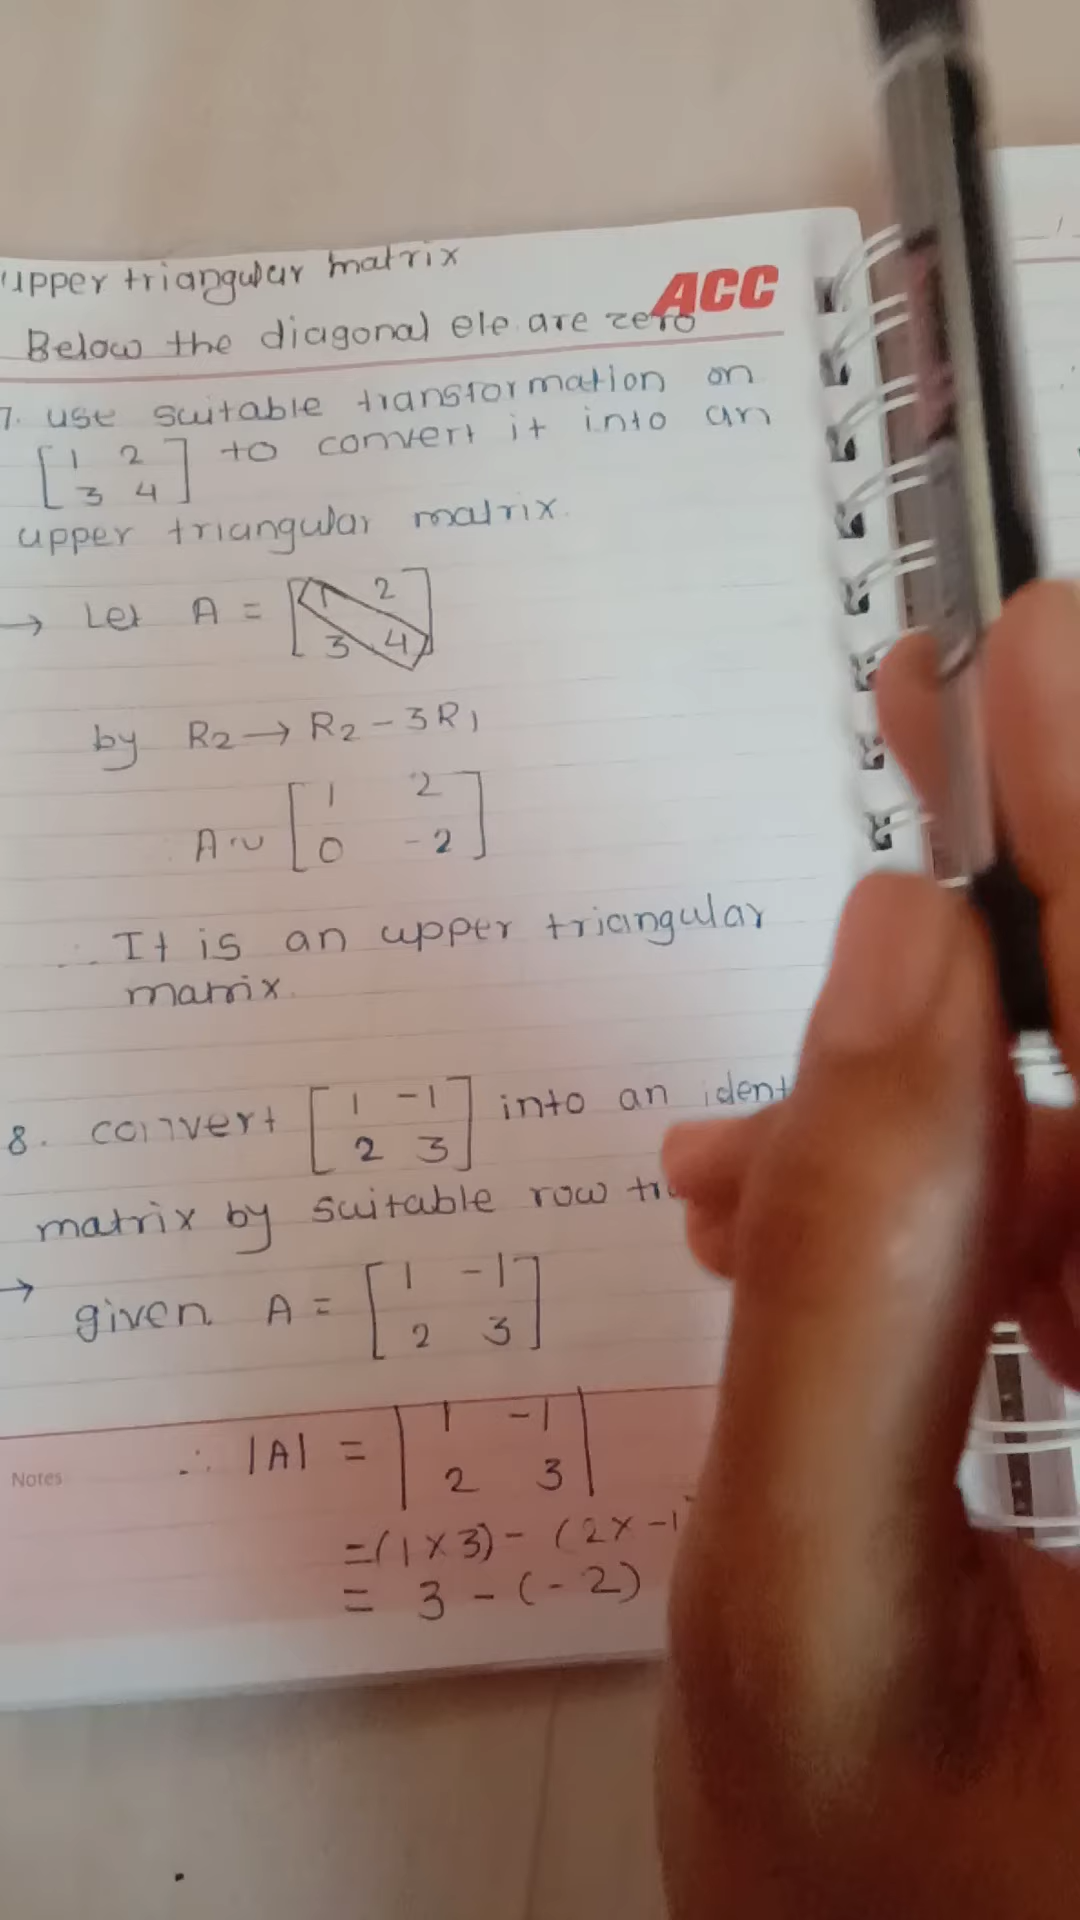 upper triangular matrix
ACC
Below the diagonal ele. are zero
7. use suitable transformation on
[1 2
3 4] to convert it into an
upper triangular matrix.
→ Let A = [1 2
3 4]
by R2 → R2 - 3R1
A ~ [1 2
0 -2]
∴ It is an upper triangular
matrix.
8. convert [1 -1
2 3] into an ident
matrix by suitable row
→ given A = [1 -1
2 3]
Notes
∴ |A| = |1 -1
2 3|
=(1 × 3) - (2 × -1
= 3 - (-2)